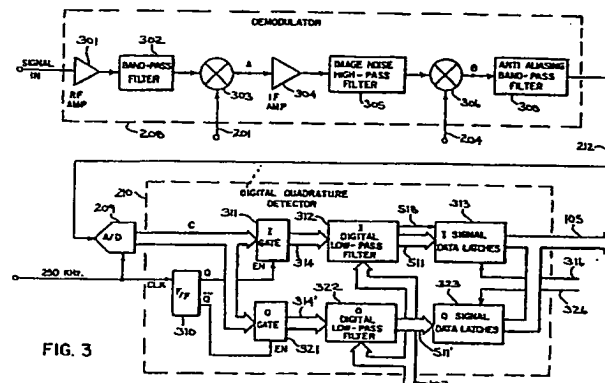 DEMODULATOR
301
302
SIGNAL
IN
BAND-PASS
FILTER
A
IMAGE NOISE
HIGH-PASS
FILTER
B
ANTI ALIASING
BAND-PASS
FILTER
RF
AMP
303
IF
AMP
304
305
306
308
208
201
204
212
210
DIGITAL QUADRATURE
DETECTOR
209
A/D
C
311
I
GATE
312
I
DIGITAL
LOW-PASS
FILTER
518
313
I SIGNAL
DATA LATCHES
105
EN
314
511
250 KHz.
CLK
F/F
Q
Q
310
Q
GATE
314'
322
Q
DIGITAL
LOW-PASS
FILTER
323
Q SIGNAL
DATA LATCHES
326
EN
321
511'
FIG. 3